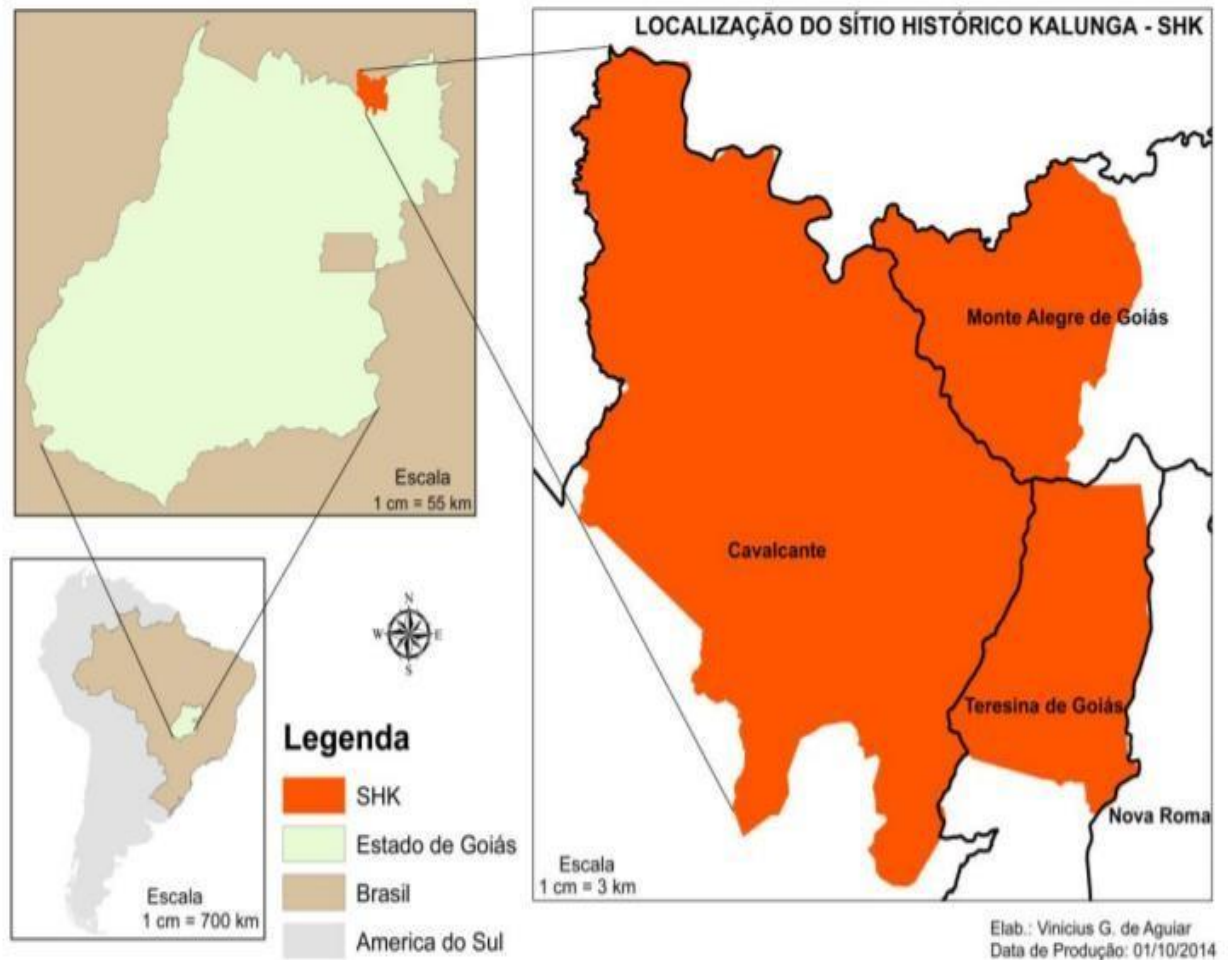 LOCALIZAÇÃO DO SÍTIO HISTÓRICO KALUNGA - SHK
Monte Alegre de Goiás
Cavalcante
Teresina de Goiás
Nova Roma
Escala
1 cm = 3 km
Escala
1 cm = 55 km
N
W
E
S
Escala
1 cm = 700 km
Legenda
SHK
Estado de Goiás
Brasil
America do Sul
Elab.: Vinicius G. de Aguiar
Data de Produção: 01/10/2014